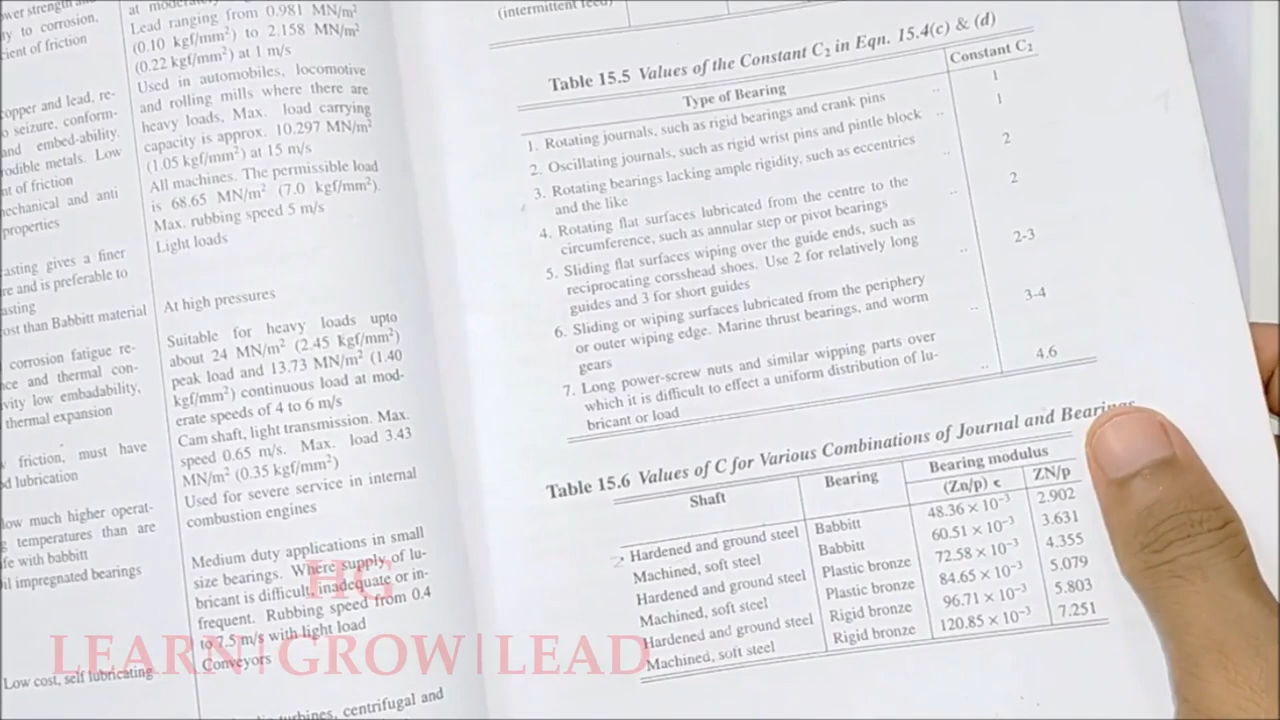 ower strength and
ty to corrosion,
cient of friction
opper and lead, re-
o seizure, conform-
and embed-ability.
rodible metals. Low
nt of friction
nechanical and anti
properties
asting gives a finer
re and is preferable to
asting
ost than Babbitt material
corrosion fatigue re-
nce and thermal con-
vity low embadability,
thermal expansion
friction, must have
d lubrication
low much higher operat-
g temperatures than are
fe with babbitt
il impregnated bearings
Low cost, self lubricating
at moderately
Lead ranging from 0.981 MN/m²
(0.10 kgf/mm²) to 2.158 MN/m²
(0.22 kgf/mm²) at 1 m/s
Used in automobiles, locomotive
and rolling mills where there are
heavy loads, Max. load carrying
capacity is approx. 10.297 MN/m²
(1.05 kgf/mm²) at 15 m/s
All machines. The permissible load
is 68.65 MN/m² (7.0 kgf/mm²).
Max. rubbing speed 5 m/s
Light loads
At high pressures
Suitable for heavy loads upto
about 24 MN/m² (2.45 kgf/mm²)
peak load and 13.73 MN/m² (1.40
kgf/mm²) continuous load at mod-
erate speeds of 4 to 6 m/s
Cam shaft, light transmission. Max.
speed 0.65 m/s. Max. load 3.43
MN/m² (0.35 kgf/mm²)
Used for severe service in internal
combustion engines
Medium duty applications in small
size bearings. Where supply of lu-
bricant is difficult, inadequate or in-
frequent. Rubbing speed from 0.4
to 7.5 m/s with light load
Conveyors
turbines, centrifugal and
(intermittent feed)
Table 15.5 Values of the Constant C₂ in Eqn. 15.4(c) & (d)
Type of Bearing Constant C₂
1. Rotating journals, such as rigid bearings and crank pins .. 1
2. Oscillating journals, such as rigid wrist pins and pintle block .. 1
3. Rotating bearings lacking ample rigidity, such as eccentrics
and the like .. 2
4. Rotating flat surfaces lubricated from the centre to the
circumference, such as annular step or pivot bearings .. 2
5. Sliding flat surfaces wiping over the guide ends, such as
reciprocating corsshead shoes. Use 2 for relatively long
guides and 3 for short guides .. 2-3
6. Sliding or wiping surfaces lubricated from the periphery
or outer wiping edge. Marine thrust bearings, and worm
gears .. 3-4
7. Long power-screw nuts and similar wipping parts over
which it is difficult to effect a uniform distribution of lu-
bricant or load .. 4.6
Table 15.6 Values of C for Various Combinations of Journal and Bearings
Shaft Bearing Bearing modulus
(Zn/p) ϵ ZN/p
Hardened and ground steel Babbitt 48.36 × 10⁻³ 2.902
Machined, soft steel Babbitt 60.51 × 10⁻³ 3.631
Hardened and ground steel Plastic bronze 72.58 × 10⁻³ 4.355
Machined, soft steel Plastic bronze 84.65 × 10⁻³ 5.079
Hardened and ground steel Rigid bronze 96.71 × 10⁻³ 5.803
Machined, soft steel Rigid bronze 120.85 × 10⁻³ 7.251
HG
LEARN|GROW|LEAD